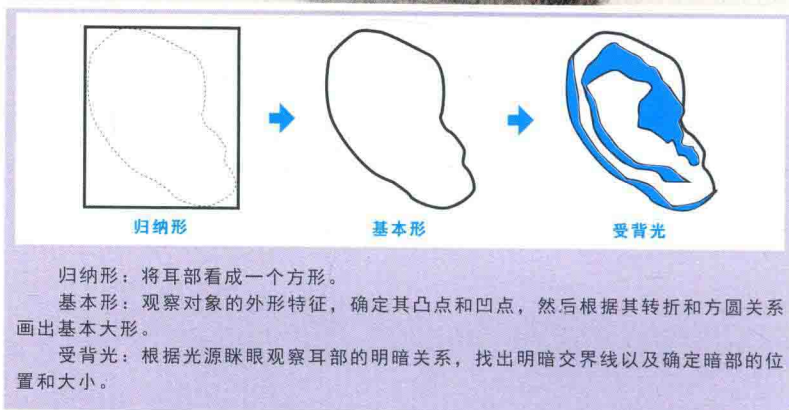 归纳形
基本形
受背光
归纳形：将耳部看成一个方形。
基本形：观察对象的外形特征，确定其凸点和凹点，然后根据其转折和方圆关系
画出基本大形。
受背光：根据光源眯眼观察耳部的明暗关系，找出明暗交界线以及确定暗部的位
置和大小。